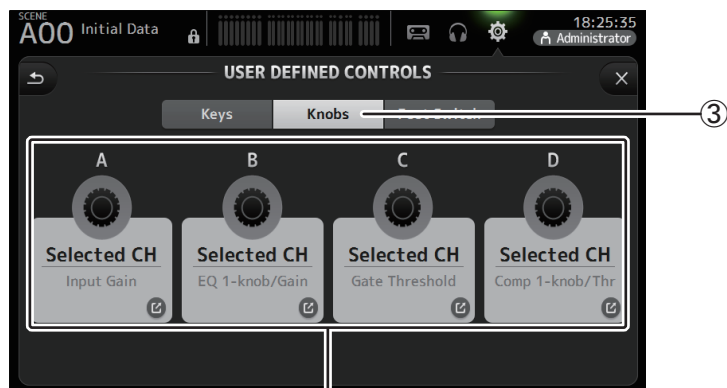 SCENE
A00 Initial Data
18:25:35
Administrator
USER DEFINED CONTROLS
Keys Knobs
3
A B C D
Selected CH Selected CH Selected CH Selected CH
Input Gain EQ 1-knob/Gain Gate Threshold Comp 1-knob/Thr